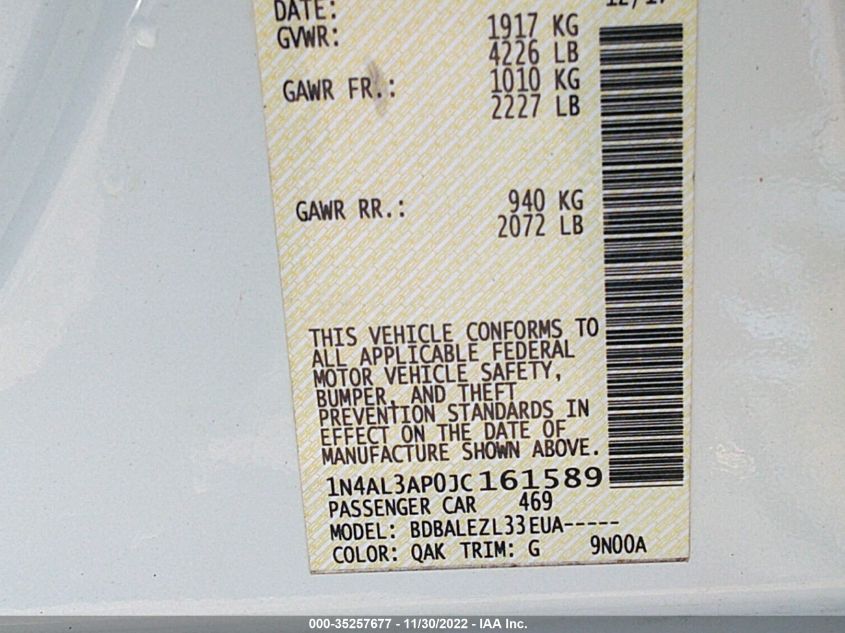 DATE: 12/17
GVWR: 1917 KG
4226 LB
GAWR FR.: 1010 KG
2227 LB
GAWR RR.: 940 KG
2072 LB
THIS VEHICLE CONFORMS TO
ALL APPLICABLE FEDERAL
MOTOR VEHICLE SAFETY,
BUMPER, AND THEFT
PREVENTION STANDARDS IN
EFFECT ON THE DATE OF
MANUFACTURE SHOWN ABOVE.
1N4AL3AP0JC161589
PASSENGER CAR 469
MODEL: BDBALEZL33EUA-----
COLOR: QAK TRIM: G 9N00A
000-35257677 - 11/30/2022 - IAA Inc.